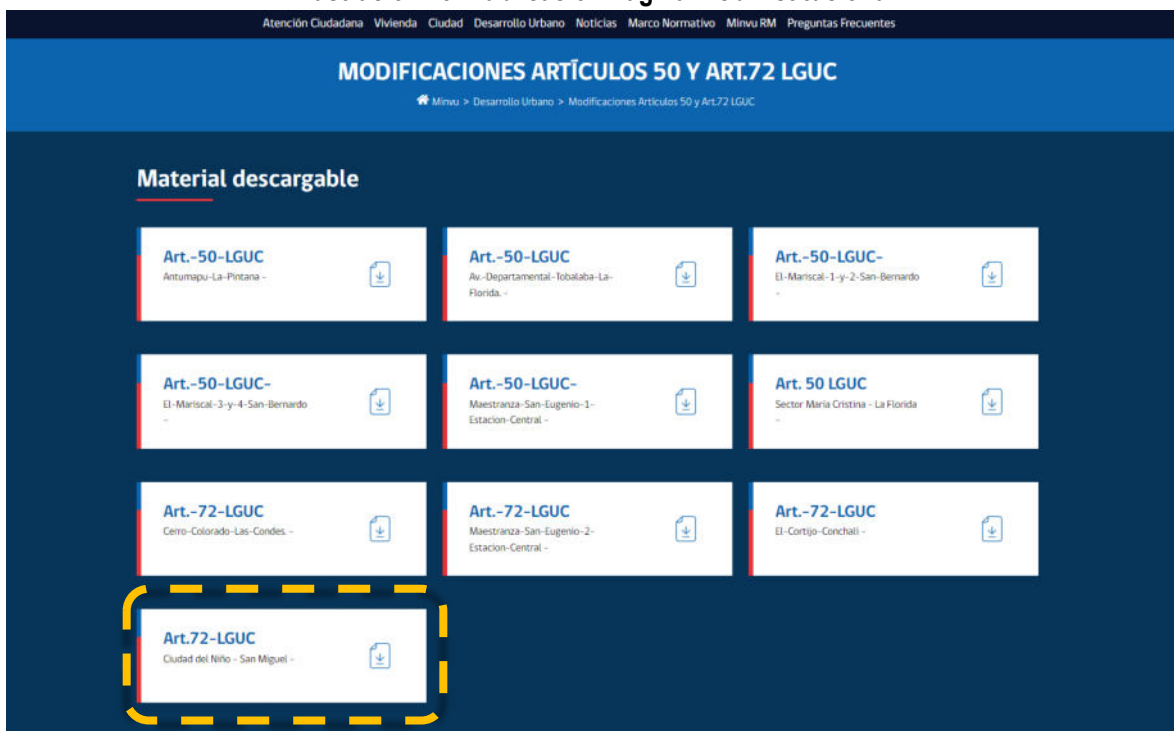 Atención Ciudadana Vivienda Ciudad Desarrollo Urbano Noticias Marco Normativo Minvu RM Preguntas Frecuentes
MODIFICACIONES ARTÍCULOS 50 Y ART.72 LGUC
Minvu > Desarrollo Urbano > Modificaciones Artículos 50 y Art.72 LGUC
Material descargable
Art.-50-LGUC
Antumapu-La-Pintana -
Art.-50-LGUC
Av.-Departamental-Tobalaba-La-
Florida. -
Art.-50-LGUC-
El-Mariscal-1-y-2-San-Bernardo
-
Art.-50-LGUC-
El-Mariscal-3-y-4-San-Bernardo
-
Art.-50-LGUC-
Maestranza-San-Eugenio-1-
Estacion-Central -
Art. 50 LGUC
Sector María Cristina - La Florida
-
Art.-72-LGUC
Cerro-Colorado-Las-Condes. -
Art.-72-LGUC
Maestranza-San-Eugenio-2-
Estacion-Central -
Art.-72-LGUC
El-Cortijo-Conchali -
Art.72-LGUC
Ciudad del Niño - San Miguel -